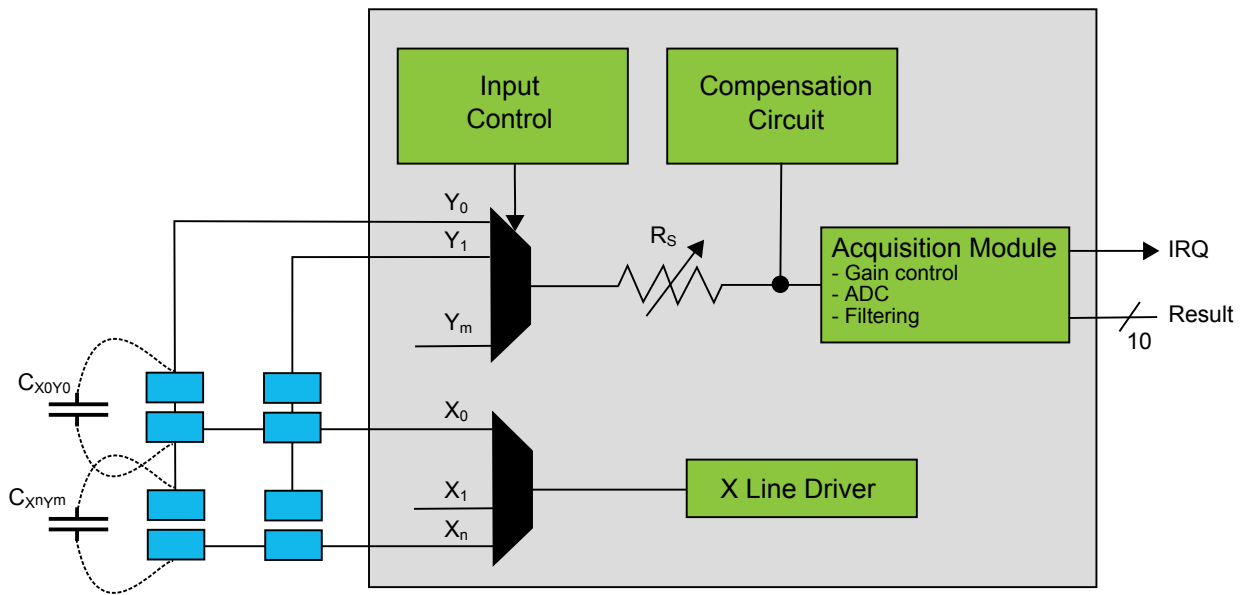 Input
Control
Compensation
Circuit
Y0
Y1
RS
Acquisition Module
- Gain control
- ADC
- Filtering
IRQ
Result
10
Ym
CX0Y0
X0
CXnYm
X1
Xn
X Line Driver